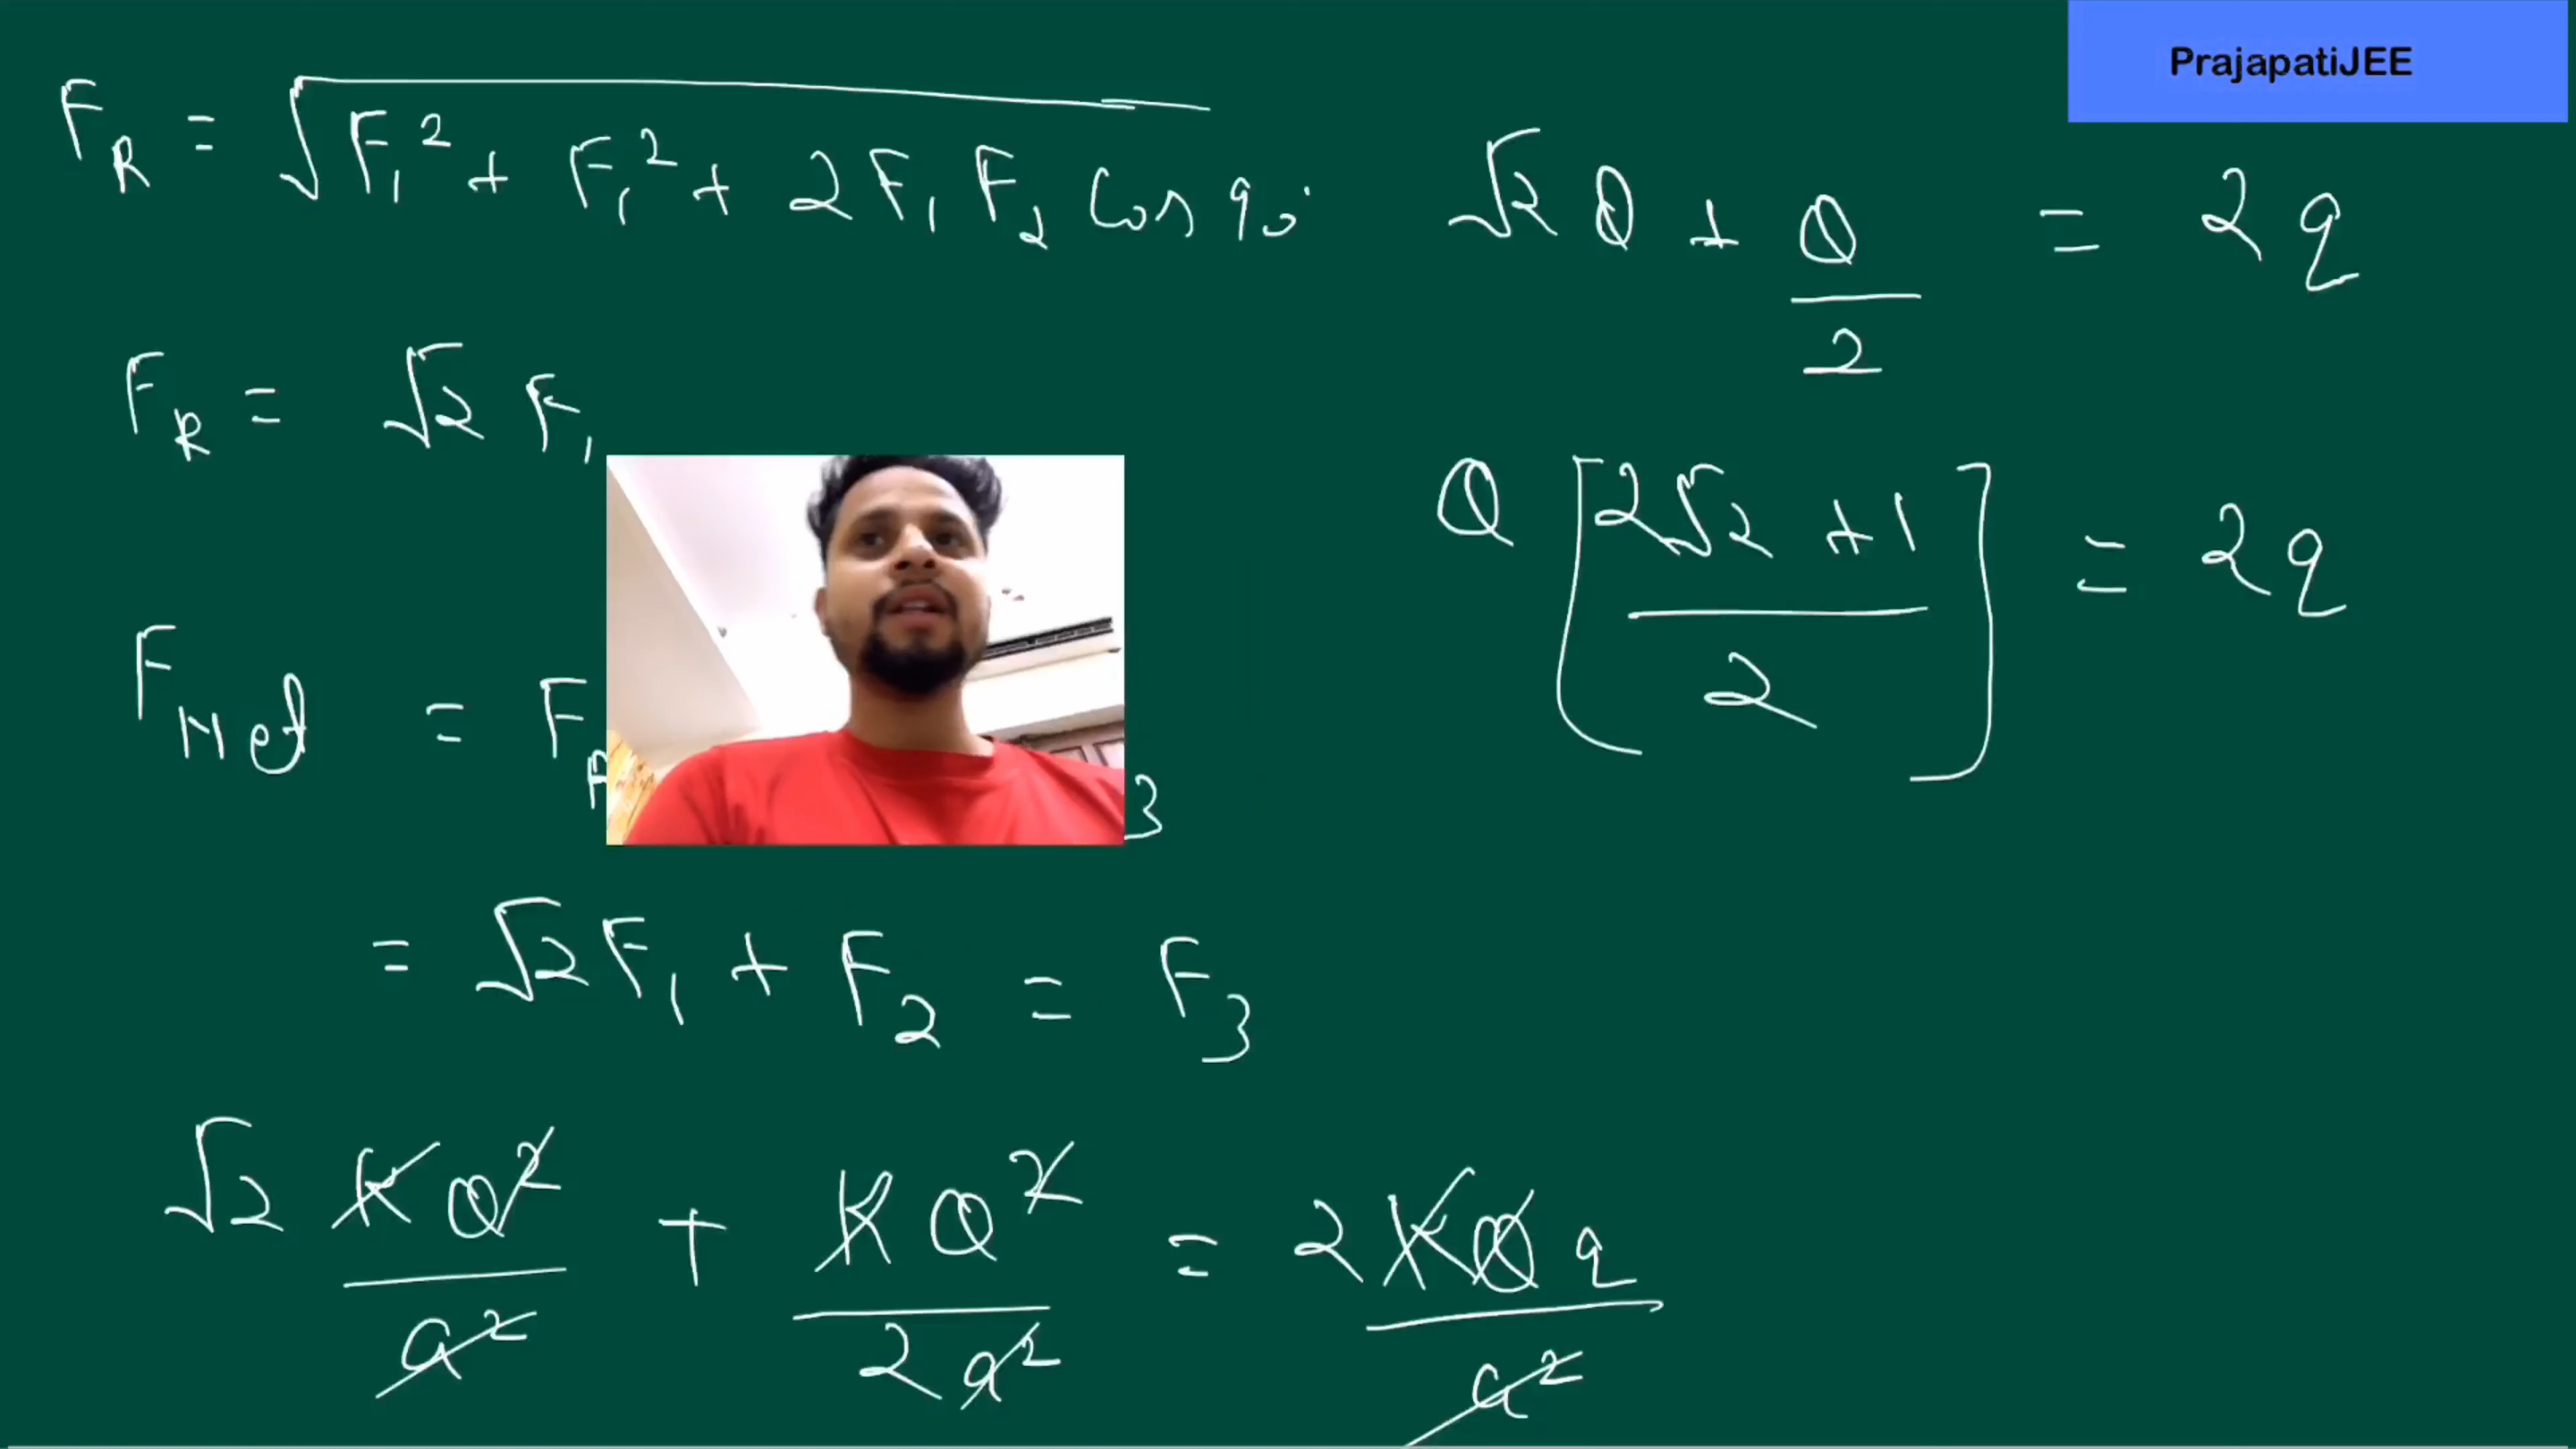 PrajapatiJEE
F_R = √(F₁² + F₁² + 2F₁F₂ Cos 90°)
F_R = √2 F₁
F_Net = F
3
= √2 F₁ + F₂ = F₃
√2 KQ²/a² + KQ²/2a² = 2KQq/a²
√2 Q + Q/2 = 2q
Q [2√2 + 1 / 2] = 2q